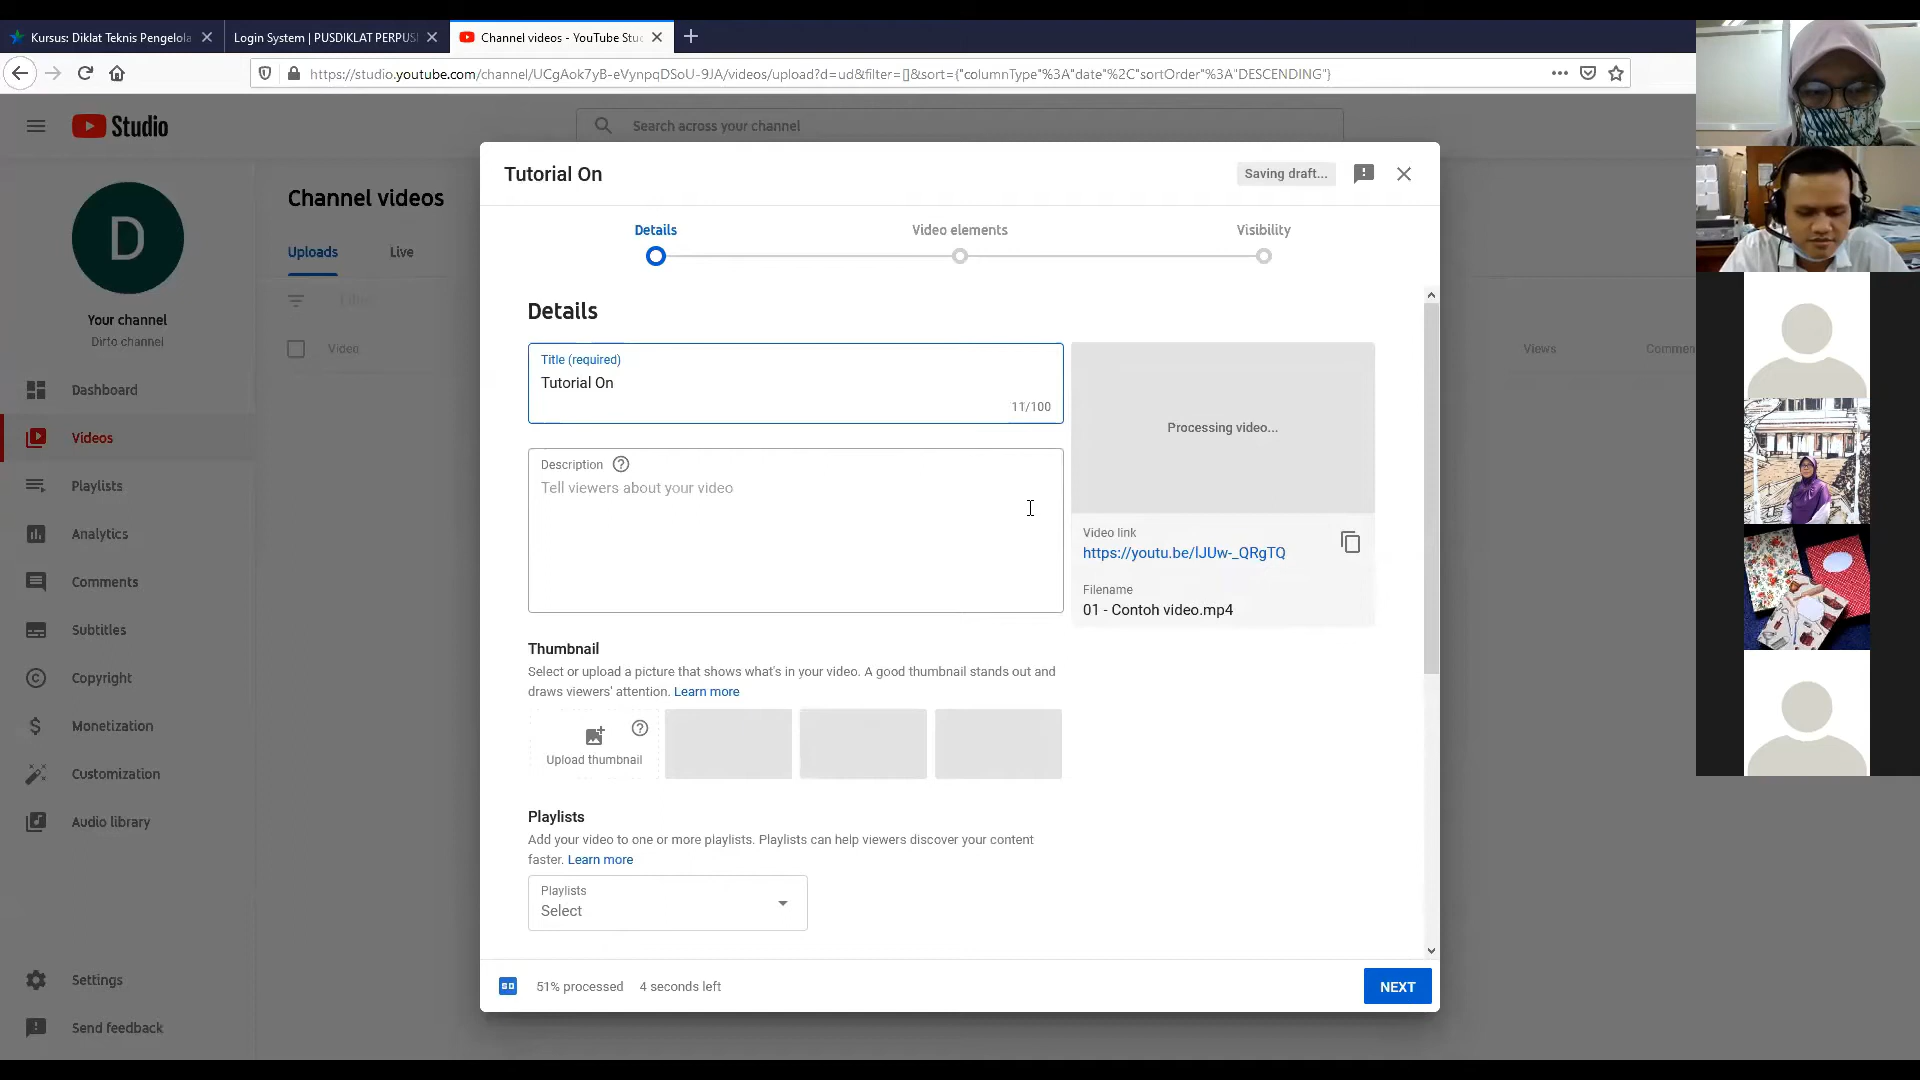 Kursus: Diklat Teknis Pengelola
Login System | PUSDIKLAT PERPUS
Channel videos - YouTube Stu
https://studio.youtube.com/channel/UCgAok7yB-eVynpqDSoU-9JA/videos/upload?d=ud&filter=[]&sort={"columnType"%3A"date"%2C"sortOrder"%3A"DESCENDING"}
Studio
Search across your channel
D
Your channel
Dirto channel
Dashboard
Videos
Playlists
Analytics
Comments
Subtitles
Copyright
Monetization
Customization
Audio library
Settings
Send feedback
Channel videos
Uploads
Live
Filter
Video
Views
Commen
Tutorial On
Saving draft...
Details
Video elements
Visibility
Details
Title (required)
Tutorial On
11/100
Description
Tell viewers about your video
Processing video...
Video link
https://youtu.be/lJUw-_QRgTQ
Filename
01 - Contoh video.mp4
Thumbnail
Select or upload a picture that shows what's in your video. A good thumbnail stands out and
draws viewers' attention. Learn more
Upload thumbnail
Playlists
Add your video to one or more playlists. Playlists can help viewers discover your content
faster. Learn more
Playlists
Select
SD
51% processed
4 seconds left
NEXT